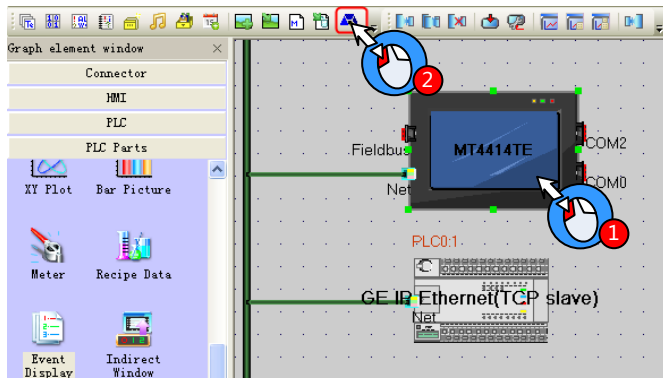 Graph element window
Connector
HMI
PLC
PLC Parts
XY Plot
Bar Picture
Meter
Recipe Data
Event
Display
Indirect
Window
2
Fieldbus
MT4414TE
COM2
Net
COM0
1
PLC0:1
GE IP Ethernet(TCP slave)
Net